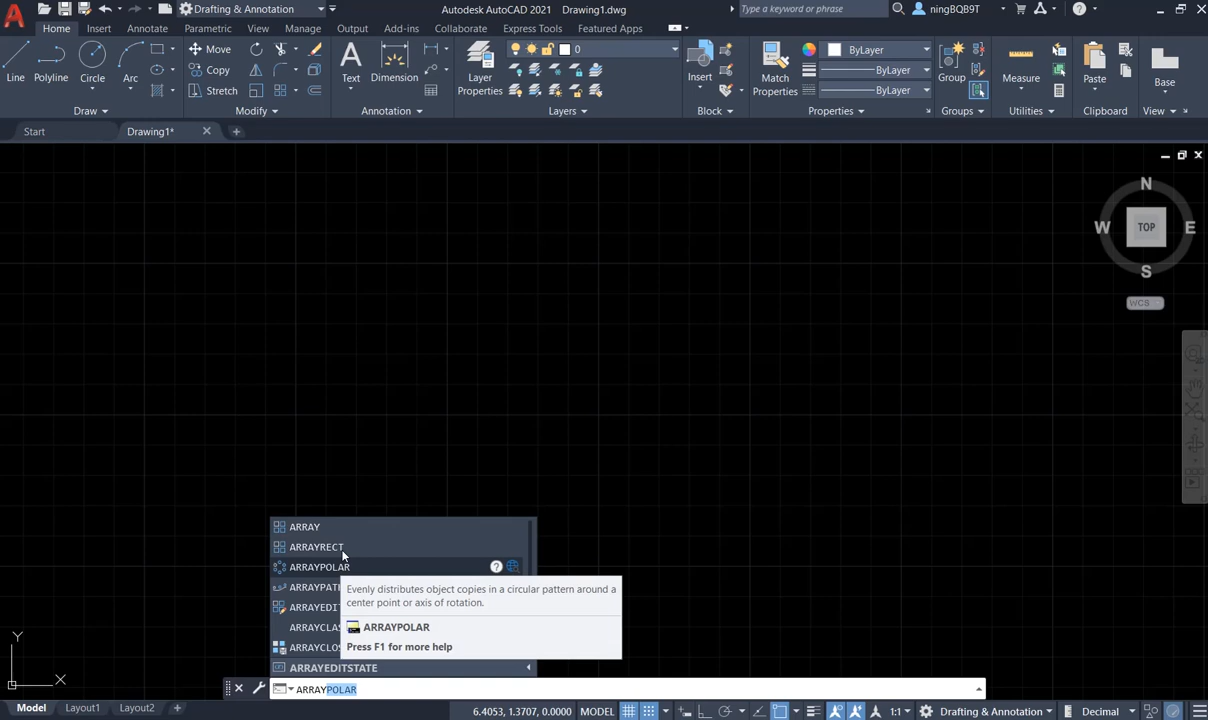 Drafting & Annotation
Autodesk AutoCAD 2021 Drawing1.dwg
Type a keyword or phrase
ningBQB9T
Home Insert Annotate Parametric View Manage Output Add-ins Collaborate Express Tools Featured Apps
Line Polyline Circle Arc
Move
Copy
Stretch
Text Dimension
Layer Properties
0
Insert
Match Properties
ByLayer
ByLayer
ByLayer
Group
Measure
Paste
Base
Draw Modify Annotation Layers Block Properties Groups Utilities Clipboard View
Start Drawing1*
N
W TOP E
S
WCS
ARRAY
ARRAYRECT
ARRAYPOLAR
ARRAYPATH
ARRAYEDIT
ARRAYCLAS
ARRAYCLOS
ARRAYEDITSTATE
Evenly distributes object copies in a circular pattern around a
center point or axis of rotation.
ARRAYPOLAR
Press F1 for more help
Y
X
ARRAYPOLAR
Model Layout1 Layout2
6.4053, 1.3707, 0.0000 MODEL 1:1 Drafting & Annotation Decimal